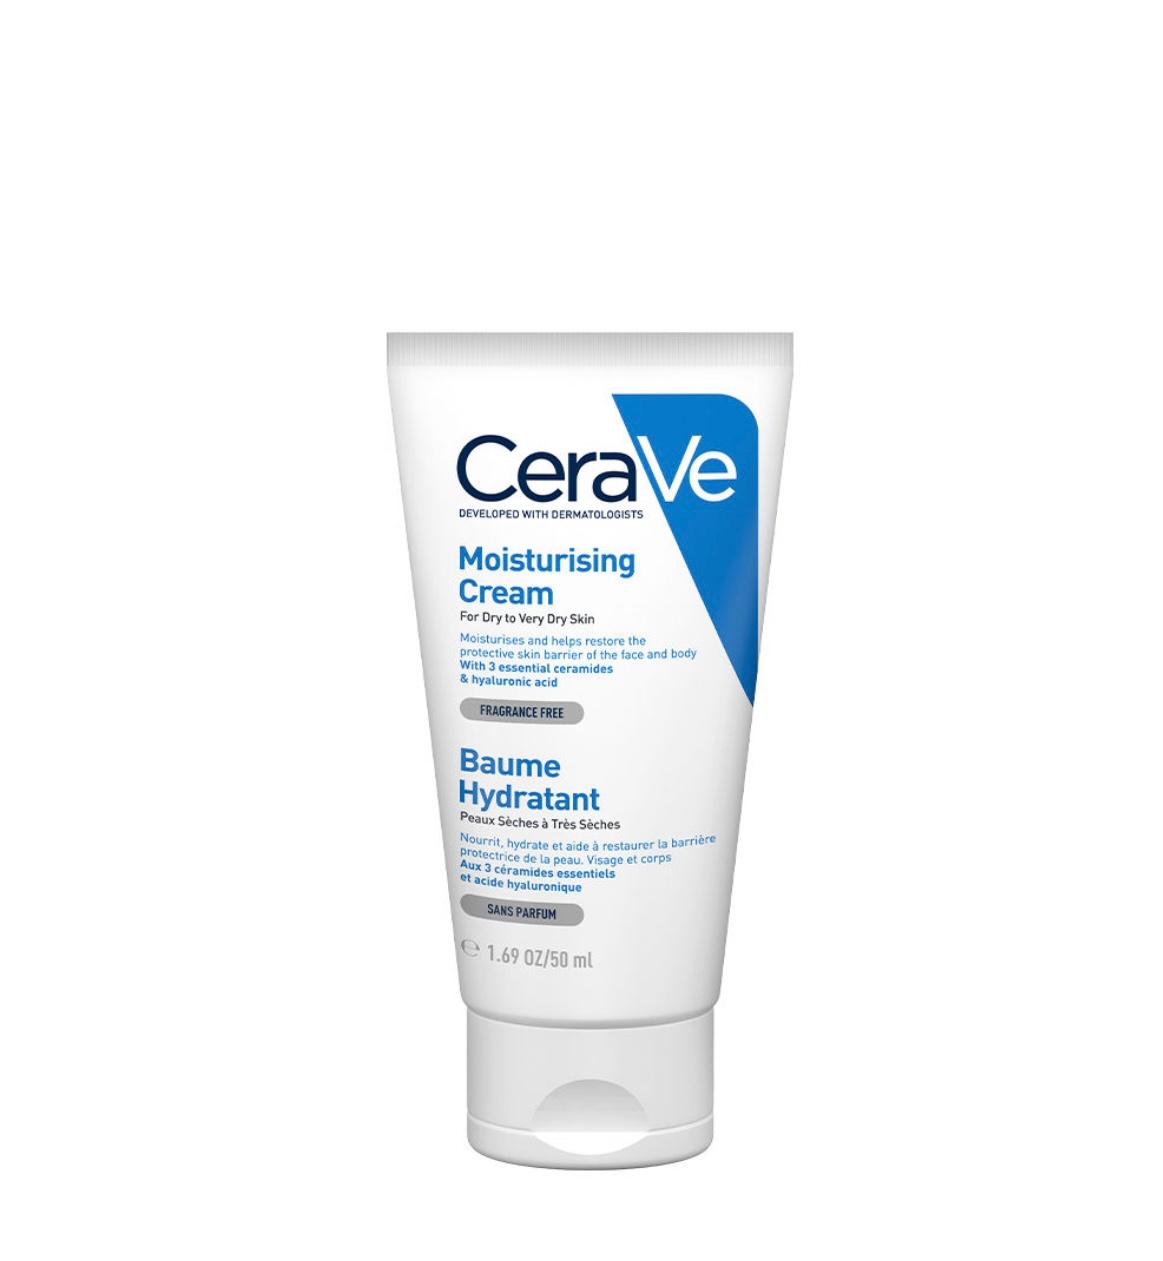 CeraVe
DEVELOPED WITH DERMATOLOGISTS
Moisturising
Cream
For Dry to Very Dry Skin
Moisturises and helps restore the
protective skin barrier of the face and body
With 3 essential ceramides
& hyaluronic acid
FRAGRANCE FREE
Baume
Hydratant
Peaux Sèches à Très Sèches
Nourrit, hydrate et aide à restaurer la barrière
protectrice de la peau. Visage et corps
Aux 3 céramides essentiels
et acide hyaluronique
SANS PARFUM
℮ 1.69 OZ/50 ml